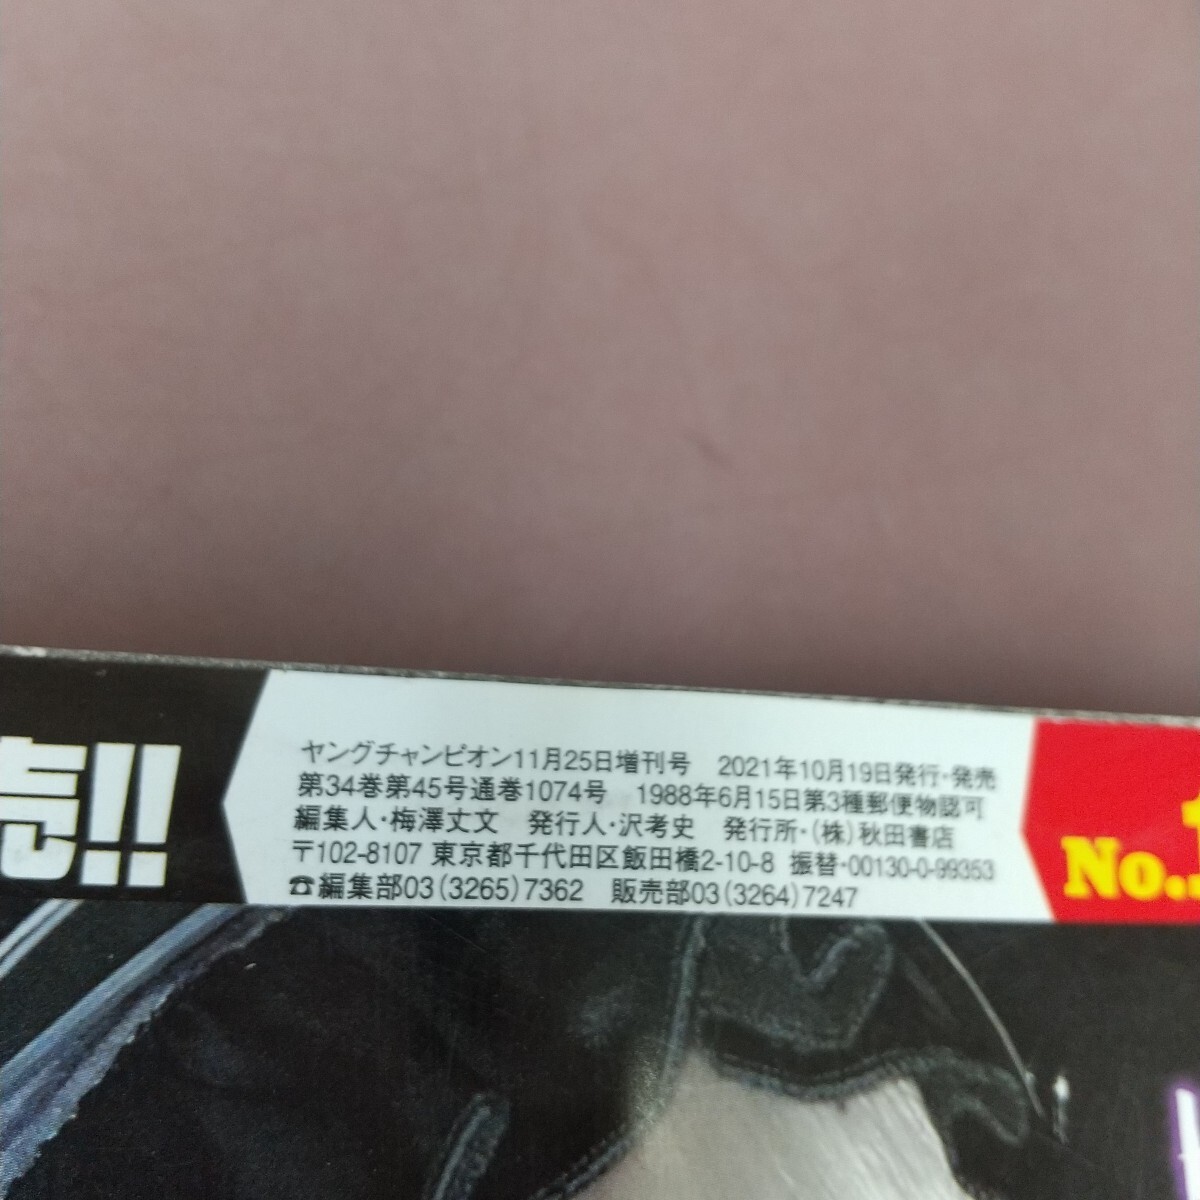 売!!
ヤングチャンピオン11月25日増刊号　2021年10月19日発行・発売
第34巻第45号通巻1074号　1988年6月15日第3種郵便物認可
編集人・梅澤丈文　発行人・沢考史　発行所・(株)秋田書店
〒102-8107 東京都千代田区飯田橋2-10-8 振替・00130-0-99353
☎編集部03(3265)7362　販売部03(3264)7247
No.